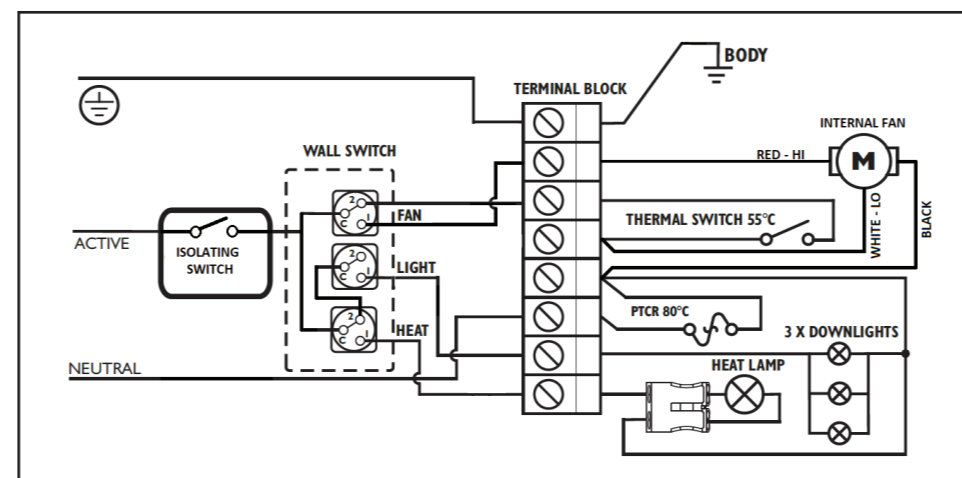 BODY
TERMINAL BLOCK
INTERNAL FAN
WALL SWITCH
RED - HI
M
2
C
1
FAN
THERMAL SWITCH 55°C
WHITE - LO
BLACK
ACTIVE
ISOLATING
SWITCH
2
C
1
LIGHT
PTCR 80°C
2
C
1
HEAT
3 X DOWNLIGHTS
NEUTRAL
HEAT LAMP